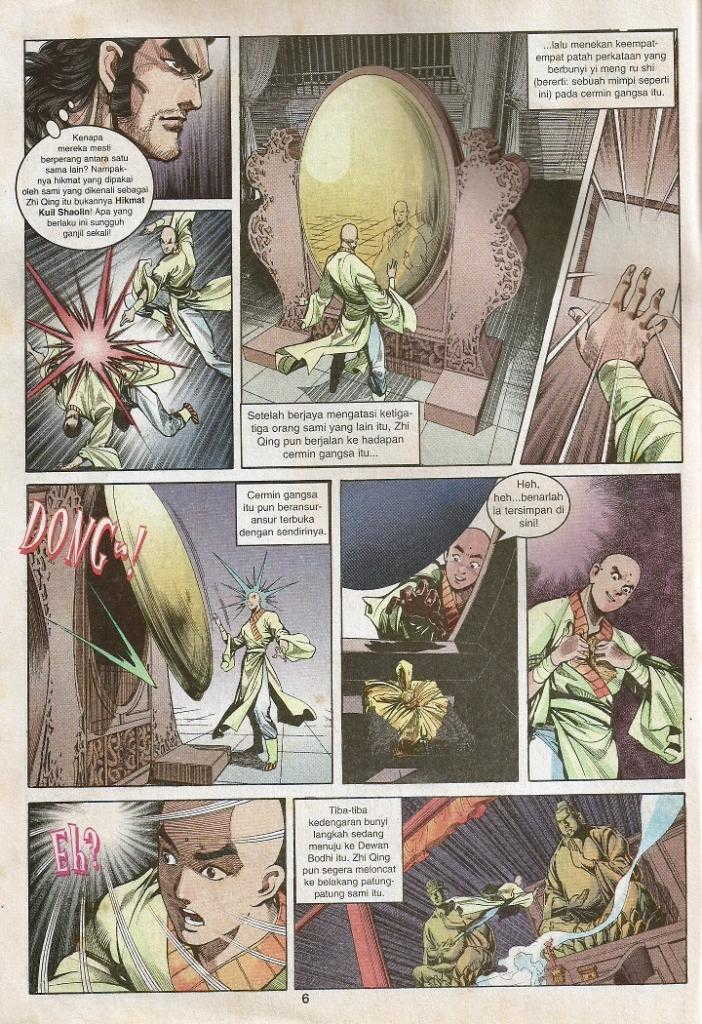 Kenapa
mereka mesti
berperang antara satu
sama lain? Nampak-
nya hikmat yang dipakai
oleh sami yang dikenali sebagai
Zhi Qing itu bukannya Hikmat
Kuil Shaolin! Apa yang
berlaku ini sungguh
ganjil sekali!
Setelah berjaya mengatasi ketiga-
tiga orang sami yang lain itu, Zhi
Qing pun berjalan ke hadapan
cermin gangsa itu...
...lalu menekan keempat-
empat patah perkataan yang
berbunyi yi meng ru shi
(bererti: sebuah mimpi seperti
ini) pada cermin gangsa itu.
DONG~!
Cermin gangsa
itu pun beransur-
ansur terbuka
dengan sendirinya.
Heh,
heh...benarlah
ia tersimpan di
sini!
Eh?
Tiba-tiba
kedengaran bunyi
langkah sedang
menuju ke Dewan
Bodhi itu. Zhi Qing
pun segera meloncat
ke belakang patung-
patung sami itu.
6